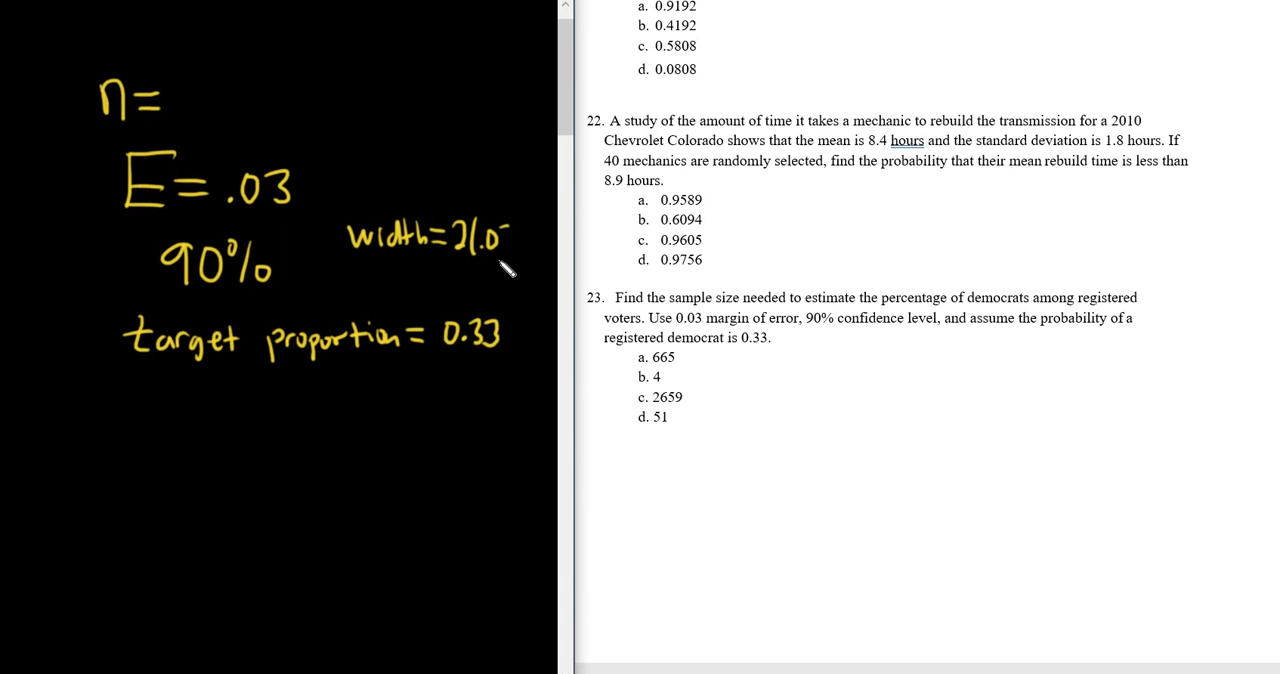 n=
E=.03
90%
width=2(.0
target proportion = 0.33
a. 0.9192
b. 0.4192
c. 0.5808
d. 0.0808
22. A study of the amount of time it takes a mechanic to rebuild the transmission for a 2010
Chevrolet Colorado shows that the mean is 8.4 hours and the standard deviation is 1.8 hours. If
40 mechanics are randomly selected, find the probability that their mean rebuild time is less than
8.9 hours.
a. 0.9589
b. 0.6094
c. 0.9605
d. 0.9756
23. Find the sample size needed to estimate the percentage of democrats among registered
voters. Use 0.03 margin of error, 90% confidence level, and assume the probability of a
registered democrat is 0.33.
a. 665
b. 4
c. 2659
d. 51